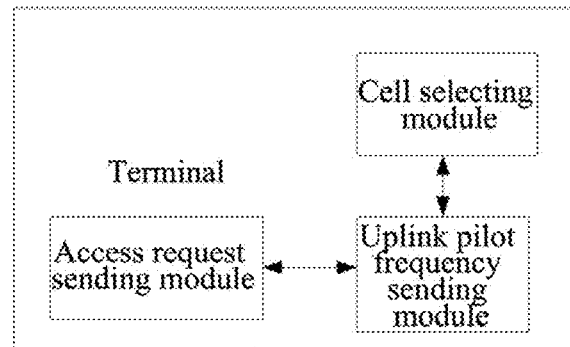 Cell selecting
module
Terminal
Access request
sending module
Uplink pilot
frequency
sending
module